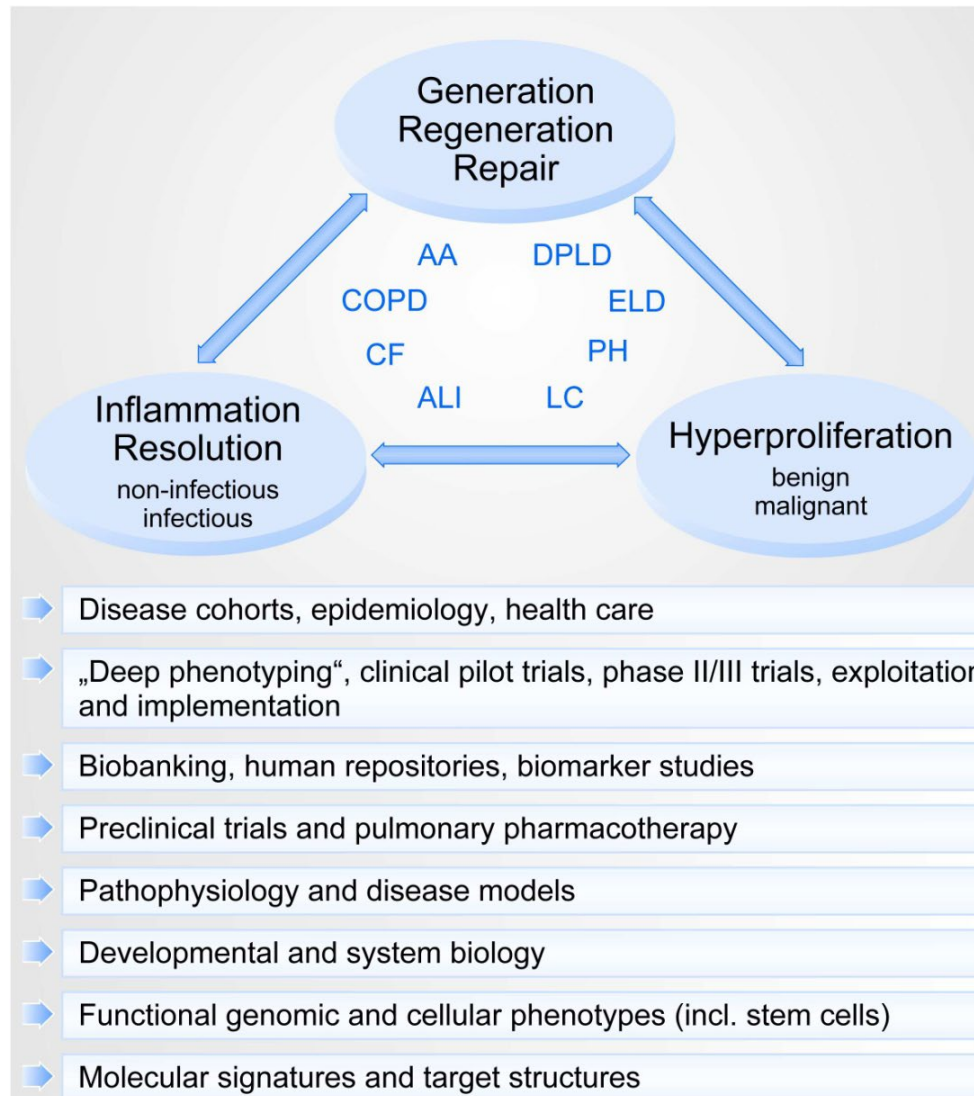 Generation
Regeneration
Repair
AA
DPLD
COPD
ELD
CF
PH
ALI
LC
Inflammation
Resolution
non-infectious
infectious
Hyperproliferation
benign
malignant
Disease cohorts, epidemiology, health care
„Deep phenotyping“, clinical pilot trials, phase II/III trials, exploitation
and implementation
Biobanking, human repositories, biomarker studies
Preclinical trials and pulmonary pharmacotherapy
Pathophysiology and disease models
Developmental and system biology
Functional genomic and cellular phenotypes (incl. stem cells)
Molecular signatures and target structures